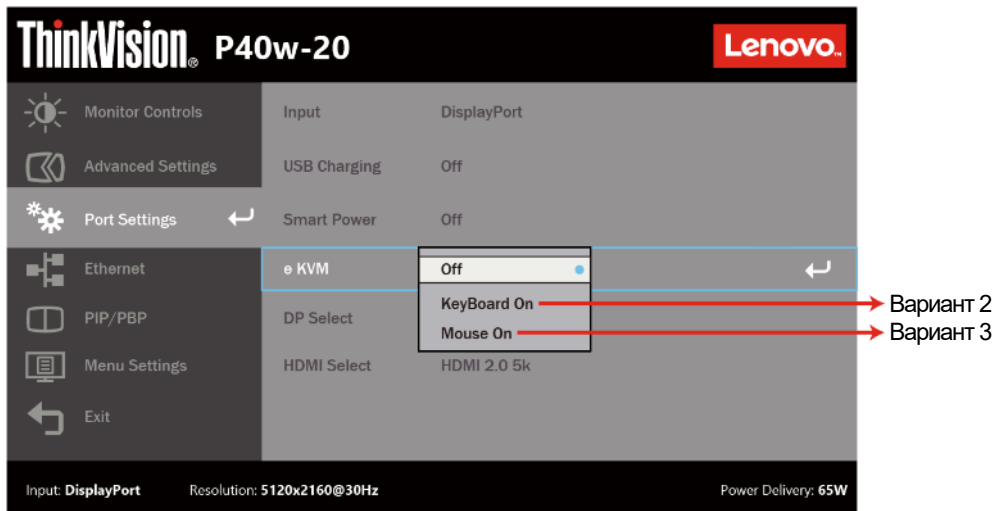 ThinkVision® P40w-20 Lenovo™
Monitor Controls Input DisplayPort
Advanced Settings USB Charging Off
Port Settings Smart Power Off
Ethernet e KVM Off
KeyBoard On Вариант 2
PIP/PBP DP Select
Mouse On Вариант 3
Menu Settings HDMI Select HDMI 2.0 5k
Exit
Input: DisplayPort Resolution: 5120x2160@30Hz Power Delivery: 65W